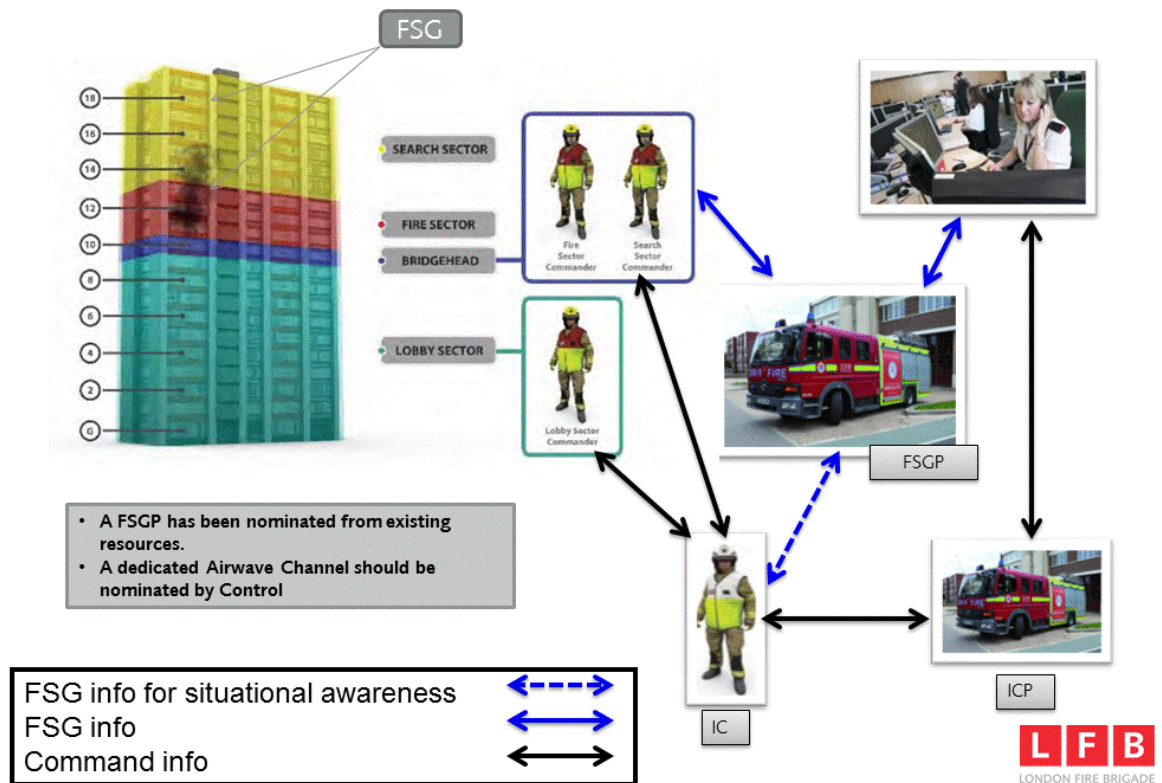 FSG
18
16
14
12
10
8
6
4
2
G
SEARCH SECTOR
FIRE SECTOR
BRIDGEHEAD
LOBBY SECTOR
Fire
Sector
Commander
Search
Sector
Commander
Lobby Sector
Commander
FIRE
FSGP
• A FSGP has been nominated from existing
resources.
• A dedicated Airwave Channel should be
nominated by Control
IC
ICP
FSG info for situational awareness
FSG info
Command info
LFB
LONDON FIRE BRIGADE